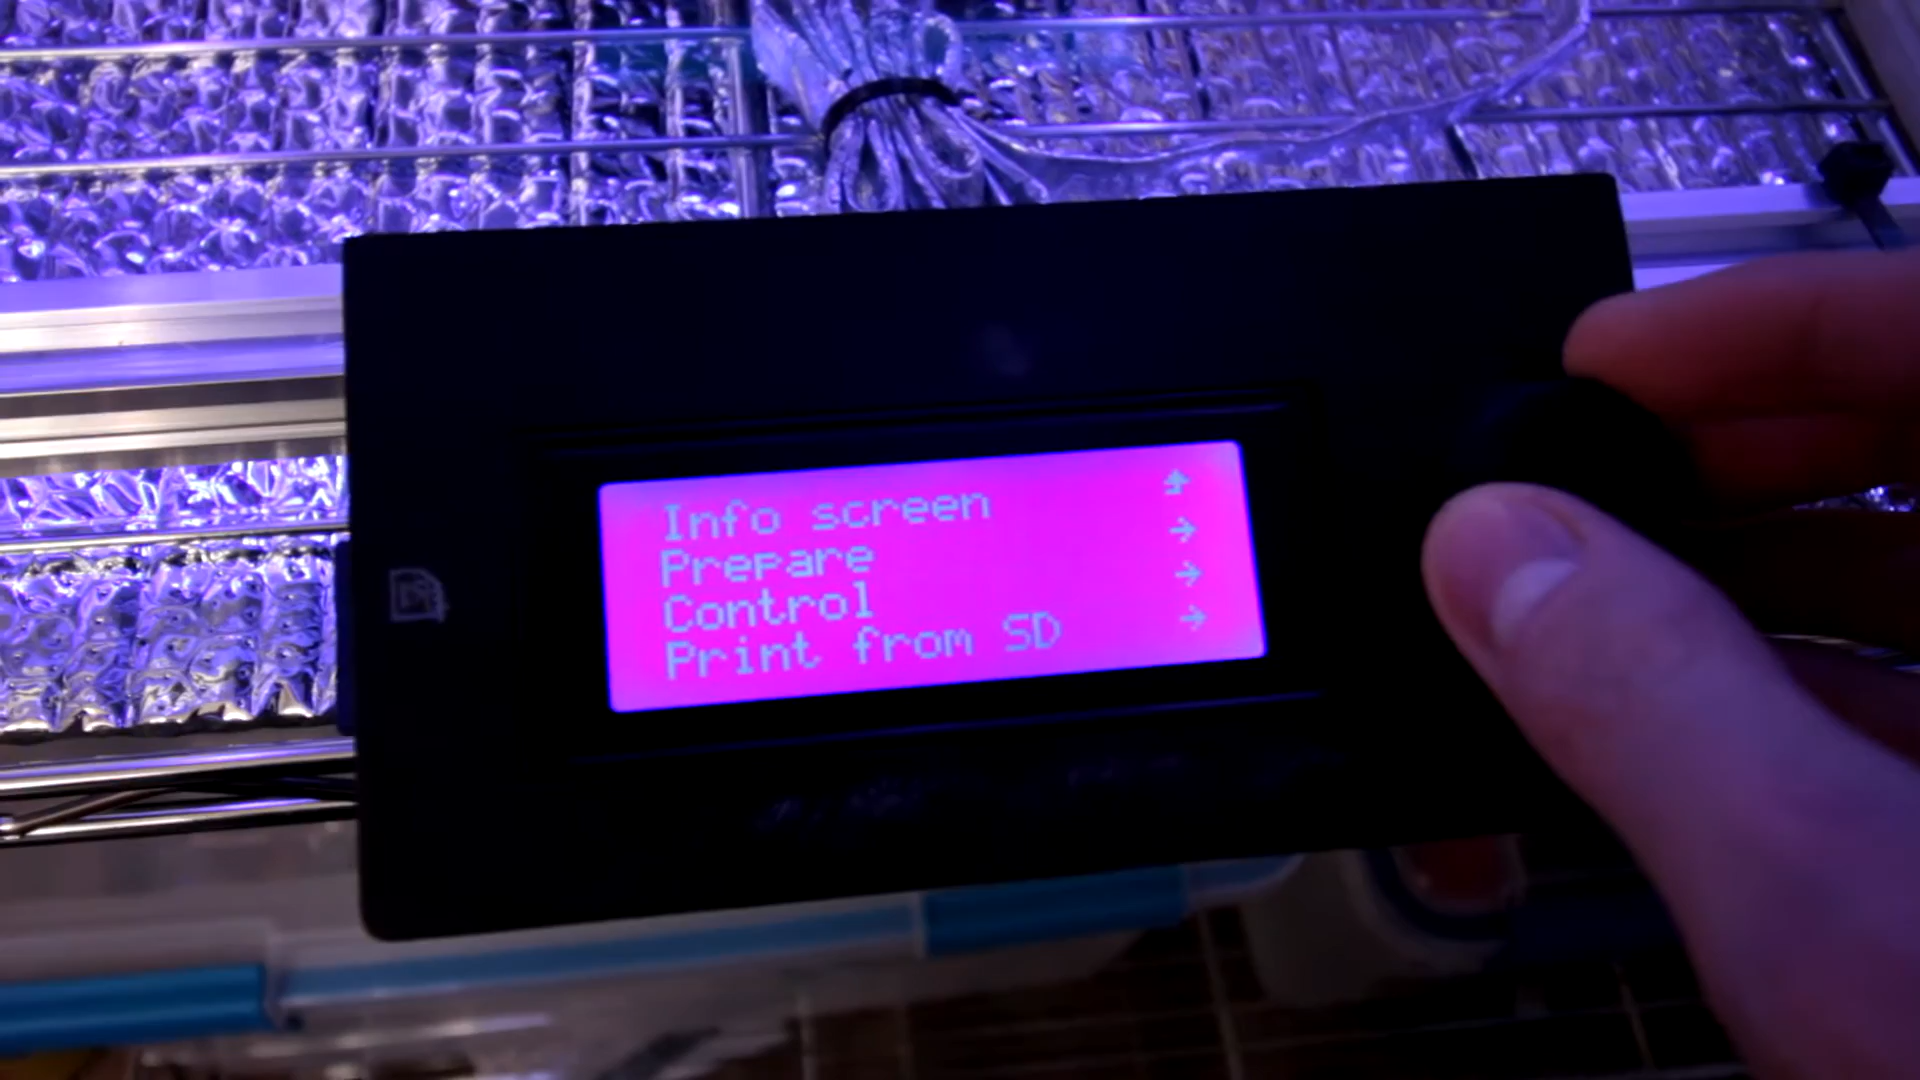 Info screen
Prepare
Control
Print from SD